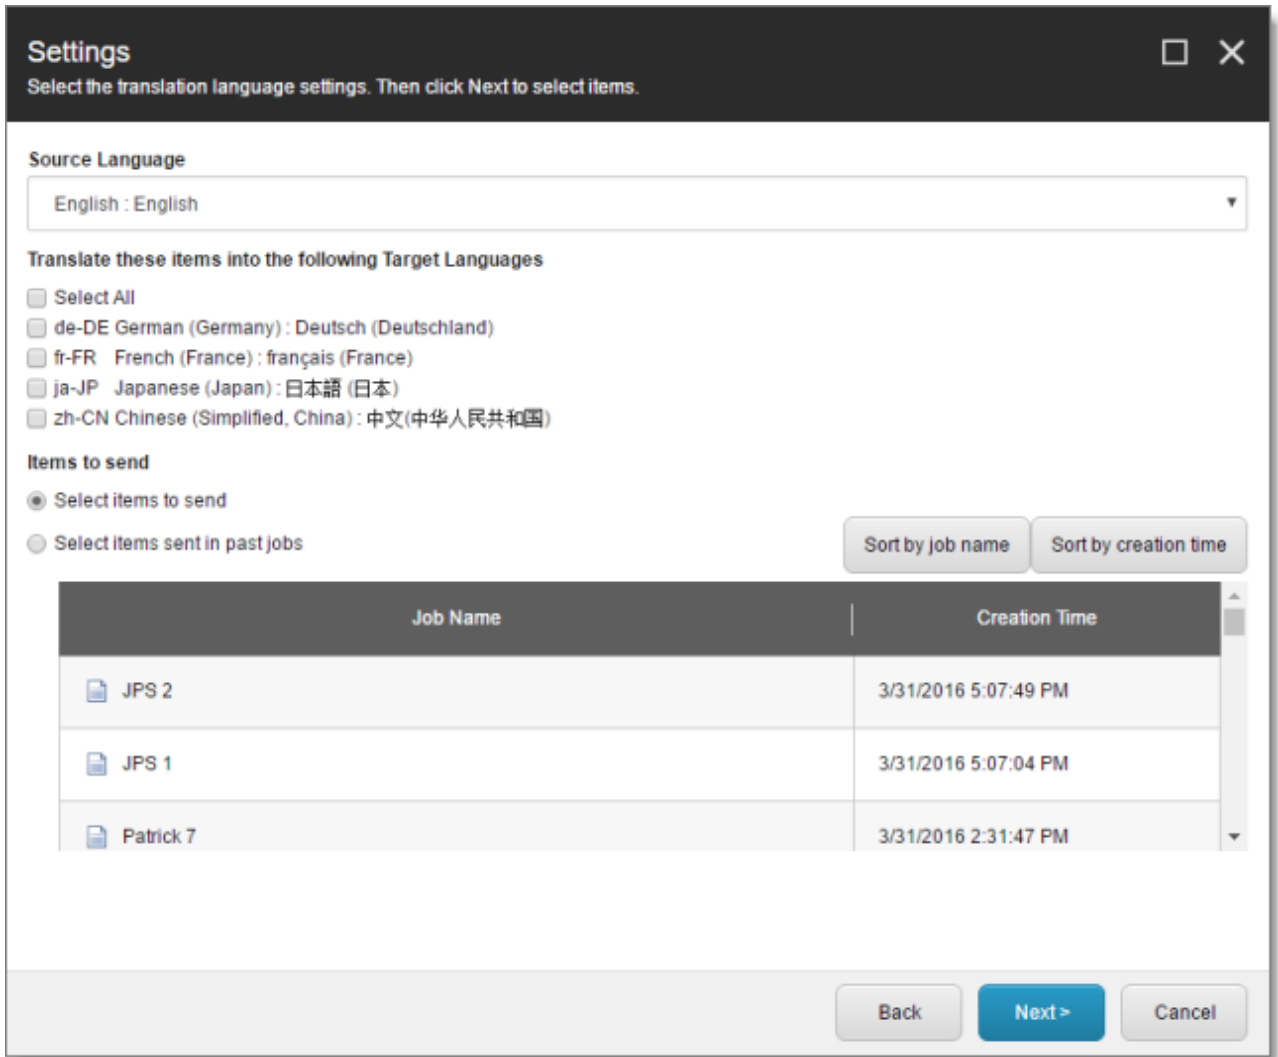 Settings
Select the translation language settings. Then click Next to select items.
Source Language
English : English
Translate these items into the following Target Languages
Select All
de-DE German (Germany) : Deutsch (Deutschland)
fr-FR French (France) : français (France)
ja-JP Japanese (Japan) : 日本語 (日本)
zh-CN Chinese (Simplified, China) : 中文(中华人民共和国)
Items to send
Select items to send
Select items sent in past jobs
Sort by job name Sort by creation time
Job Name Creation Time
JPS 2 3/31/2016 5:07:49 PM
JPS 1 3/31/2016 5:07:04 PM
Patrick 7 3/31/2016 2:31:47 PM
Back Next > Cancel